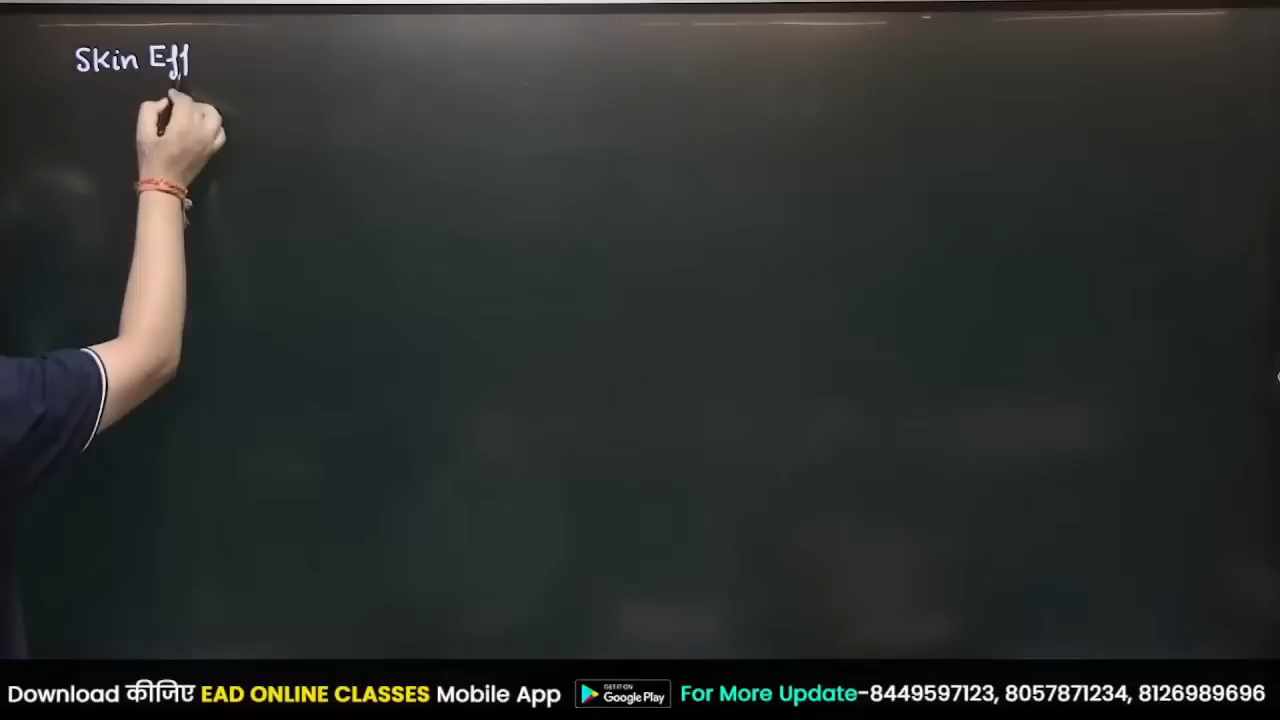 Skin Eff
Download कीजिए EAD ONLINE CLASSES Mobile App GET IT ON Google Play For More Update-8449597123, 8057871234, 8126989696